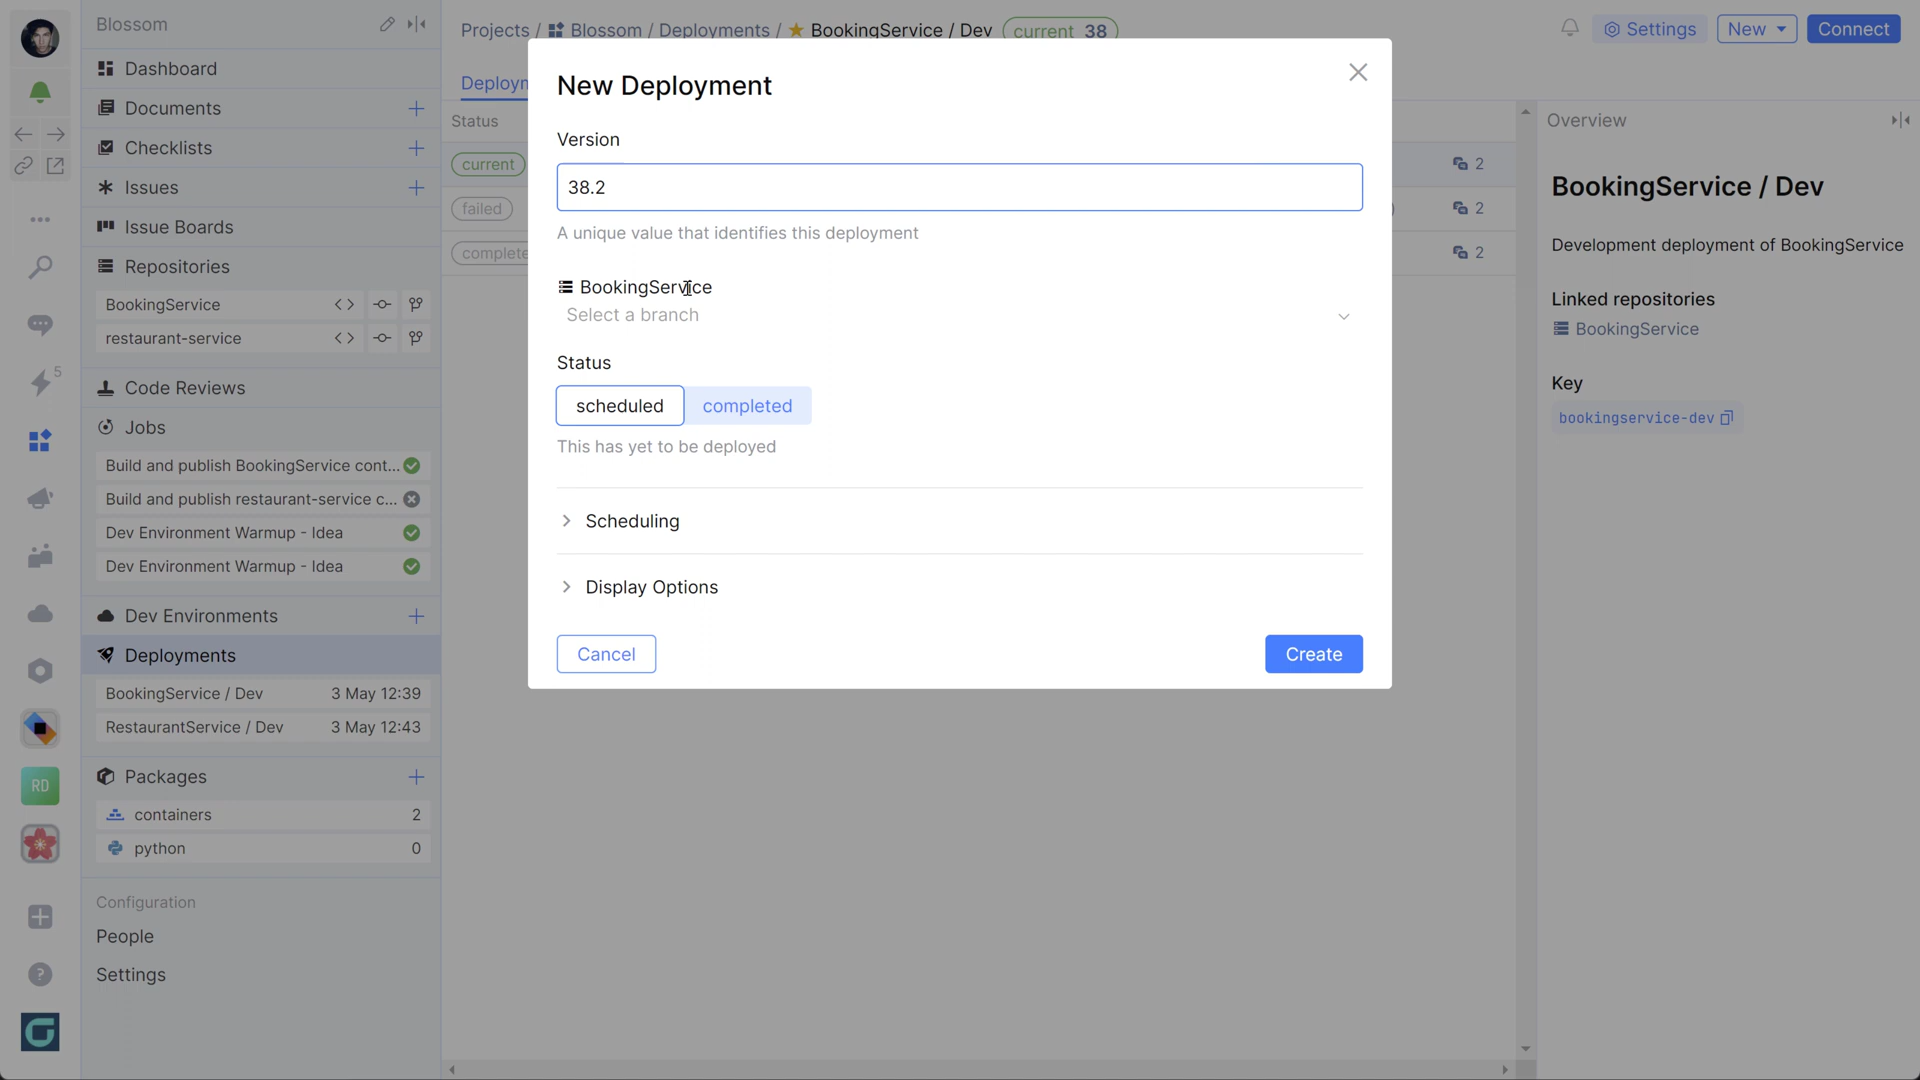 Blossom
Dashboard
Documents
Checklists
Issues
Issue Boards
Repositories
BookingService
restaurant-service
Code Reviews
Jobs
Build and publish BookingService cont...
Build and publish restaurant-service c...
Dev Environment Warmup - Idea
Dev Environment Warmup - Idea
Dev Environments
Deployments
BookingService / Dev 3 May 12:39
RestaurantService / Dev 3 May 12:43
Packages
containers 2
python 0
Configuration
People
Settings
5
RD
Projects / Blossom / Deployments / BookingService / Dev current 38
Settings New Connect
Deploym
Status
current 2
failed ) 2
complete 2
New Deployment
Version
38.2
A unique value that identifies this deployment
BookingService
Select a branch
Status
scheduled completed
This has yet to be deployed
Scheduling
Display Options
Cancel Create
Overview
BookingService / Dev
Development deployment of BookingService
Linked repositories
BookingService
Key
bookingservice-dev